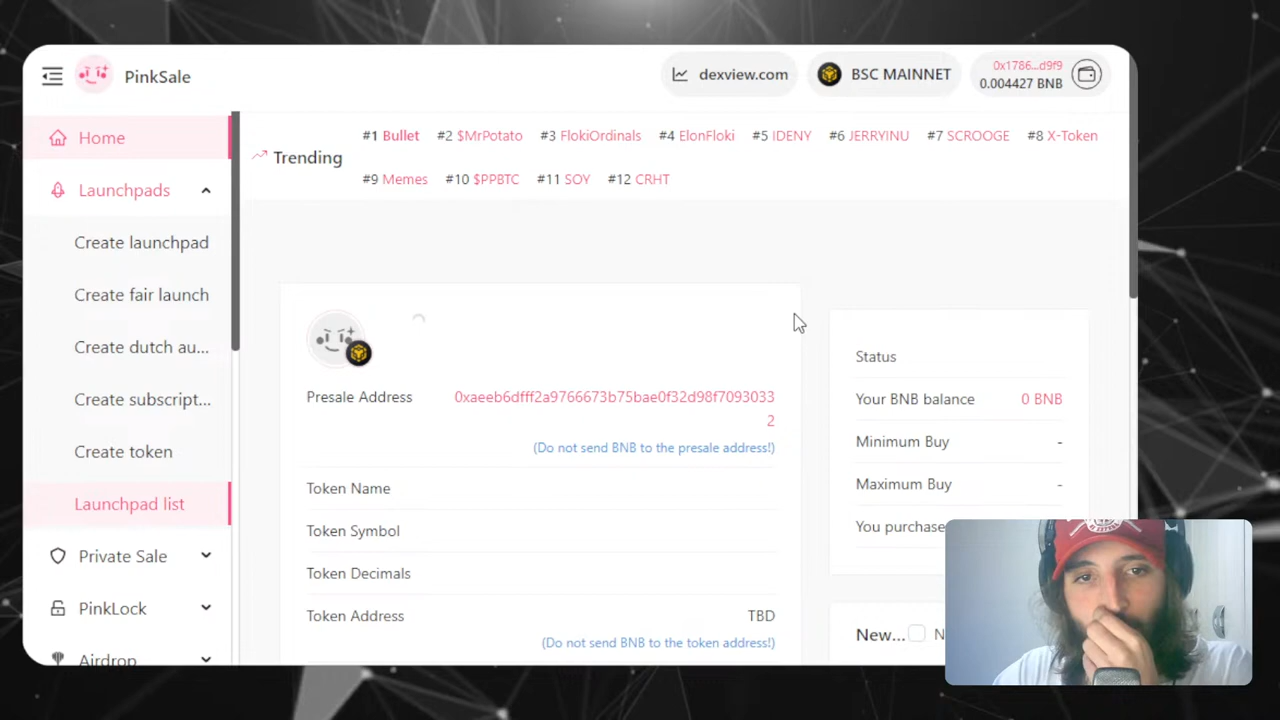 PinkSale
dexview.com
BSC MAINNET
0x1786...d9f9
0.004427 BNB
Home
Launchpads
Create launchpad
Create fair launch
Create dutch au...
Create subscript...
Create token
Launchpad list
Private Sale
PinkLock
Airdrop
Trending
#1 Bullet #2 $MrPotato #3 FlokiOrdinals #4 ElonFloki #5 IDENY #6 JERRYINU #7 SCROOGE #8 X-Token
#9 Memes #10 $PPBTC #11 SOY #12 CRHT
Presale Address 0xaeeb6dfff2a9766673b75bae0f32d98f7093033
2
(Do not send BNB to the presale address!)
Token Name
Token Symbol
Token Decimals
Token Address TBD
(Do not send BNB to the token address!)
Status
Your BNB balance 0 BNB
Minimum Buy -
Maximum Buy -
You purchase
New... N